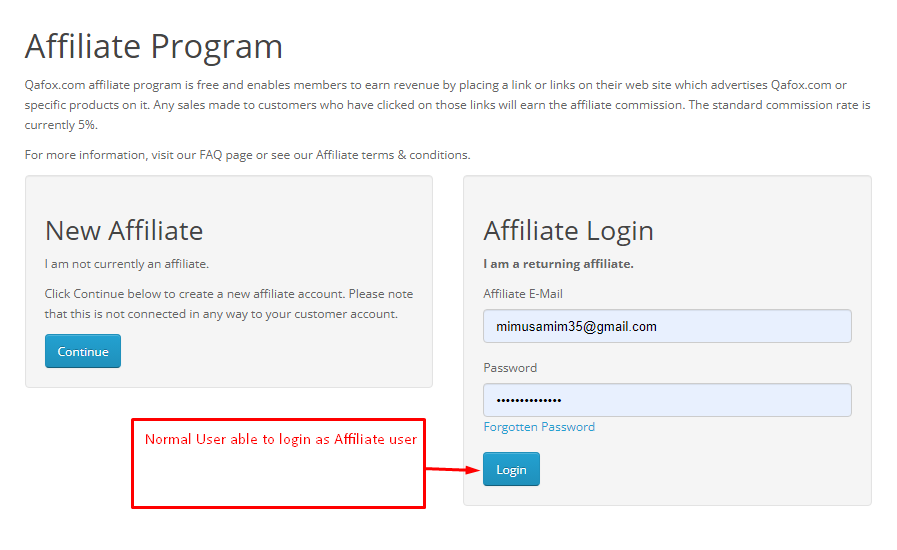 Affiliate Program
Qafox.com affiliate program is free and enables members to earn revenue by placing a link or links on their web site which advertises Qafox.com or
specific products on it. Any sales made to customers who have clicked on those links will earn the affiliate commission. The standard commission rate is
currently 5%.
For more information, visit our FAQ page or see our Affiliate terms & conditions.
New Affiliate
I am not currently an affiliate.
Click Continue below to create a new affiliate account. Please note
that this is not connected in any way to your customer account.
Continue
Normal User able to login as Affiliate user
Affiliate Login
I am a returning affiliate.
Affiliate E-Mail
mimusamim35@gmail.com
Password
••••••••••••••
Forgotten Password
Login